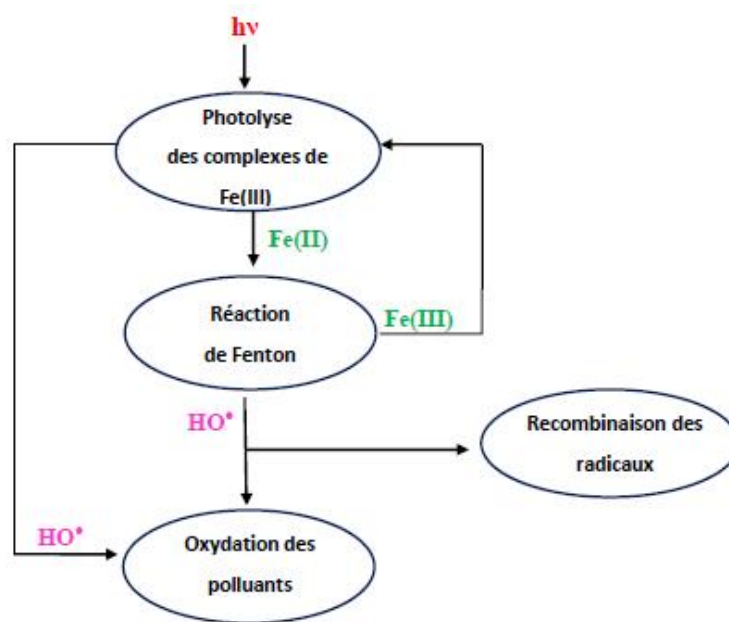 hν
Photolyse
des complexes de
Fe(III)
Fe(II)
Réaction
de Fenton
Fe(III)
HO•
Recombinaison des
radicaux
HO•
Oxydation des
polluants